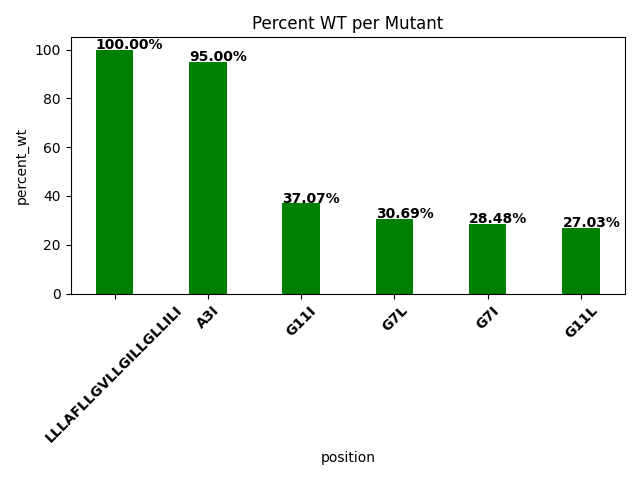 Percent WT per Mutant
percent_wt
100
80
60
40
20
0
100.00%
95.00%
37.07%
30.69%
28.48%
27.03%
LLLAFLLGVLLGILLGLLILI
A3I
G11I
G7L
G7I
G11L
position